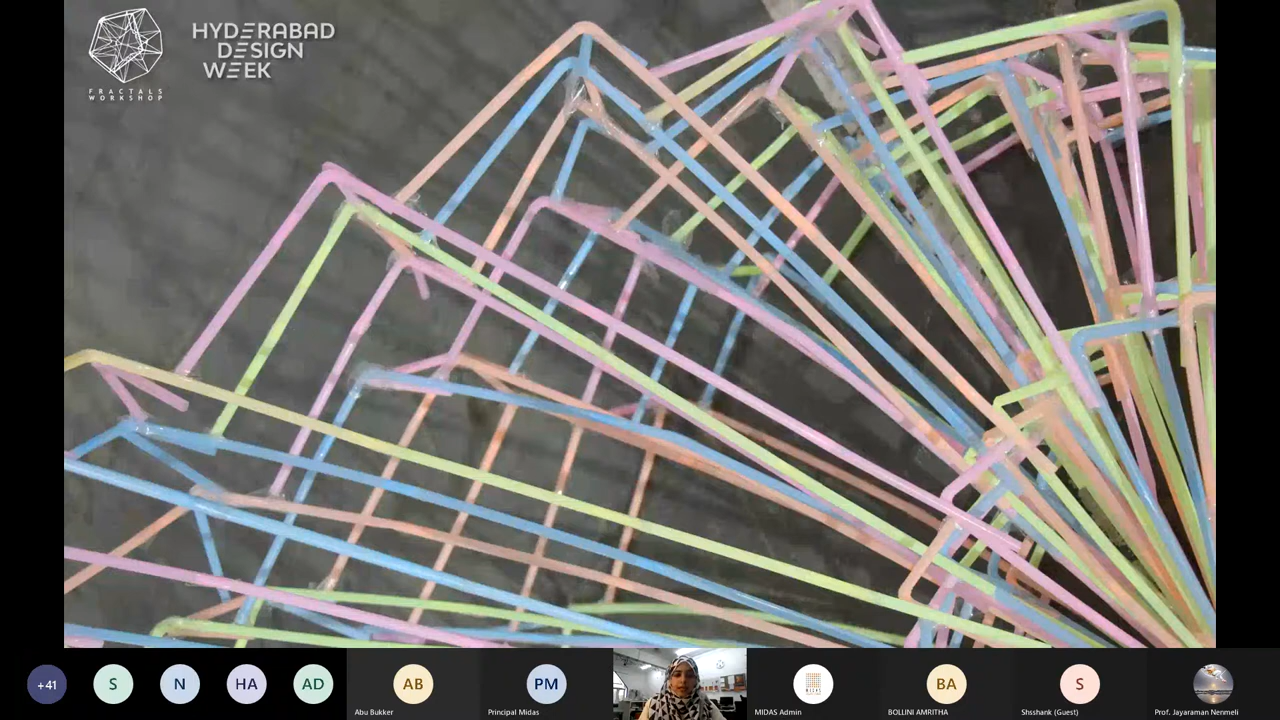 HYDERABAD
DESIGN
WEEK
FRACTALS
WORKSHOP
+41
S
N
HA
AD
AB
PM
BA
S
Abu Bukker
Principal Midas
MIDAS Admin
BOLLINI AMRITHA
Shsshank (Guest)
Prof. Jayaraman Nenmeli